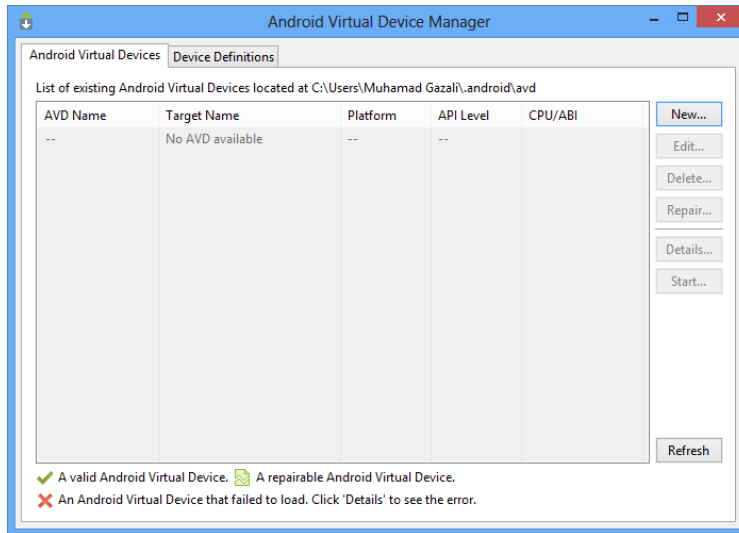 Android Virtual Device Manager
Android Virtual Devices
Device Definitions
List of existing Android Virtual Devices located at C:\Users\Muhamad Gazali\.android\avd
AVD Name Target Name Platform API Level CPU/ABI
-- No AVD available -- --
New...
Edit...
Delete...
Repair...
Details...
Start...
Refresh
A valid Android Virtual Device. A repairable Android Virtual Device.
An Android Virtual Device that failed to load. Click 'Details' to see the error.